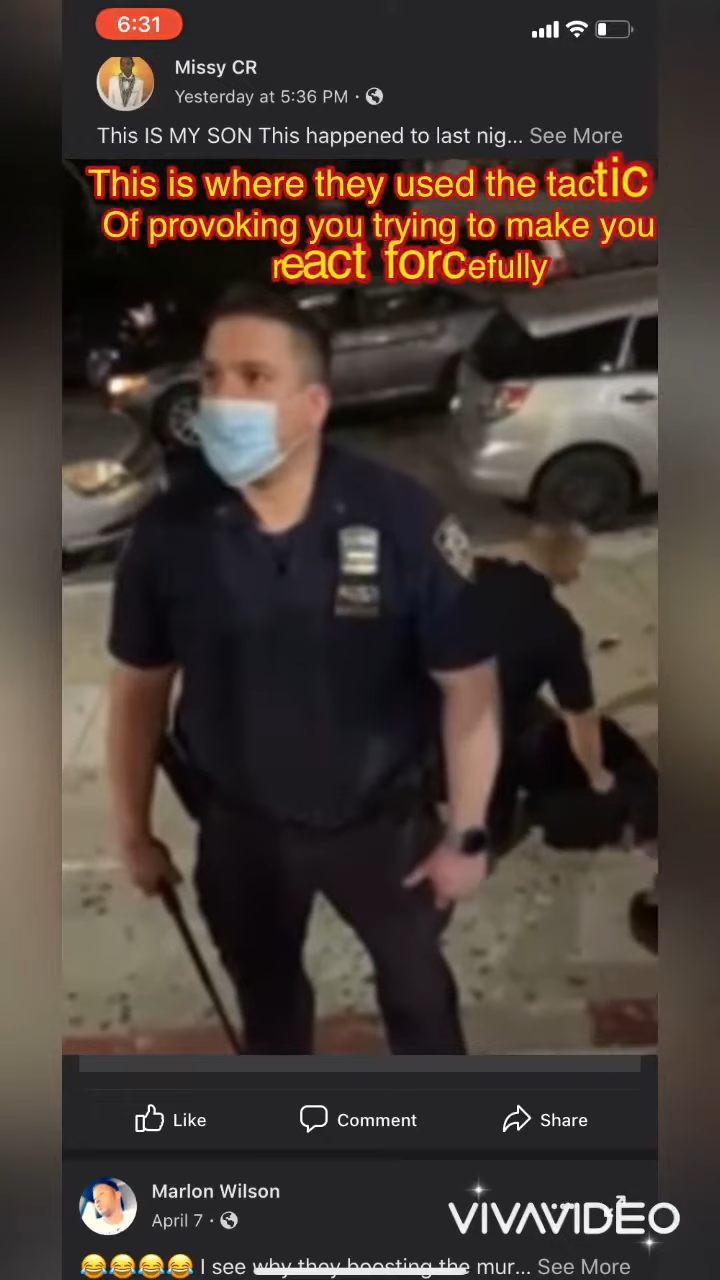 6:31
Missy CR
Yesterday at 5:36 PM ·
This IS MY SON This happened to last nig... See More
This is where they used the tactic
Of provoking you trying to make you
react forcefully
Like Comment Share
Marlon Wilson
April 7 ·
VIVAVIDEO
😂😂😂😂 I see why they boosting the mur... See More